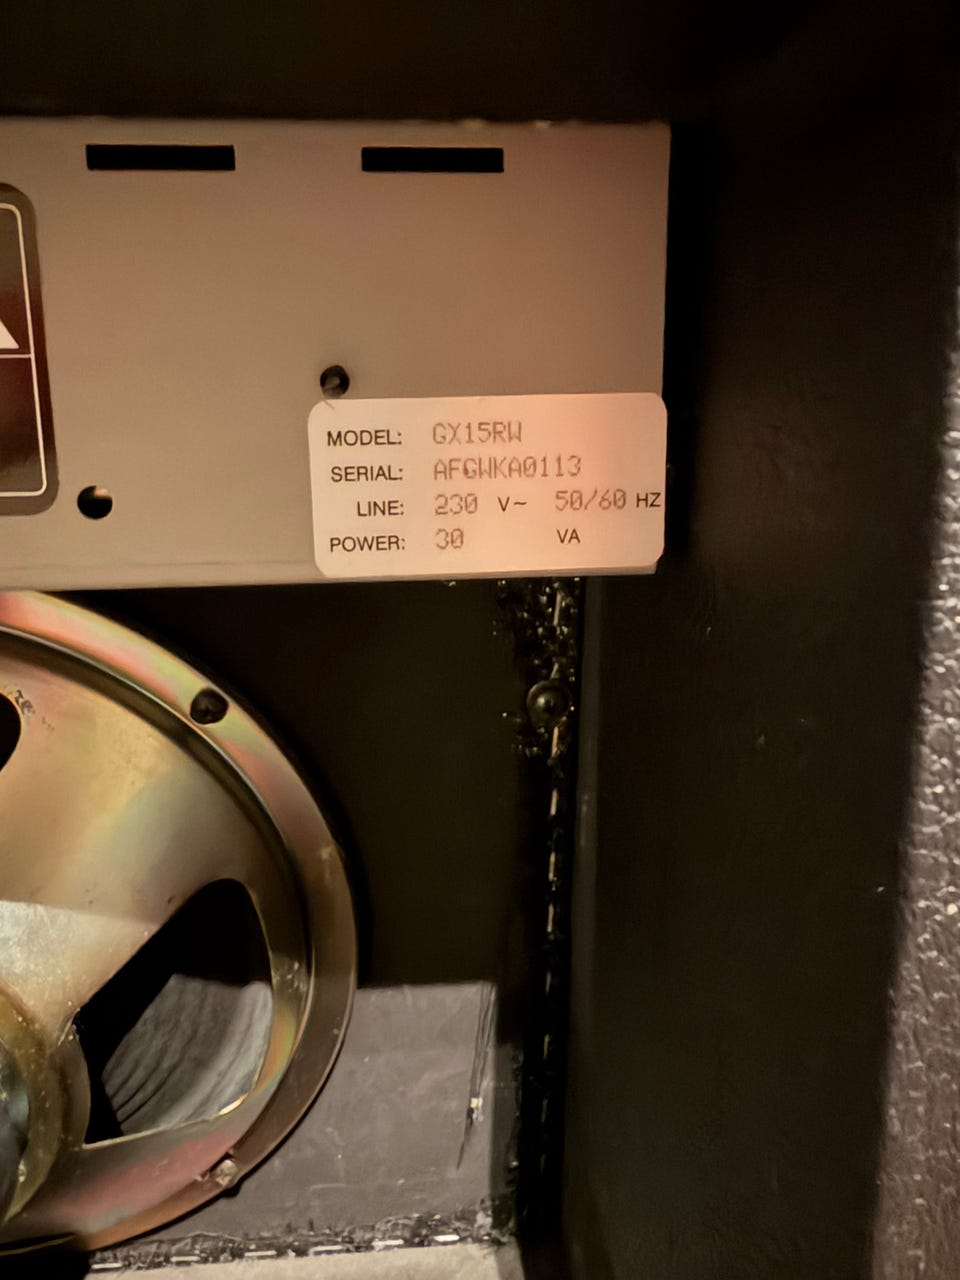 MODEL: GX15RW
SERIAL: AFGWKA0113
LINE: 230 V~ 50/60 HZ
POWER: 30 VA